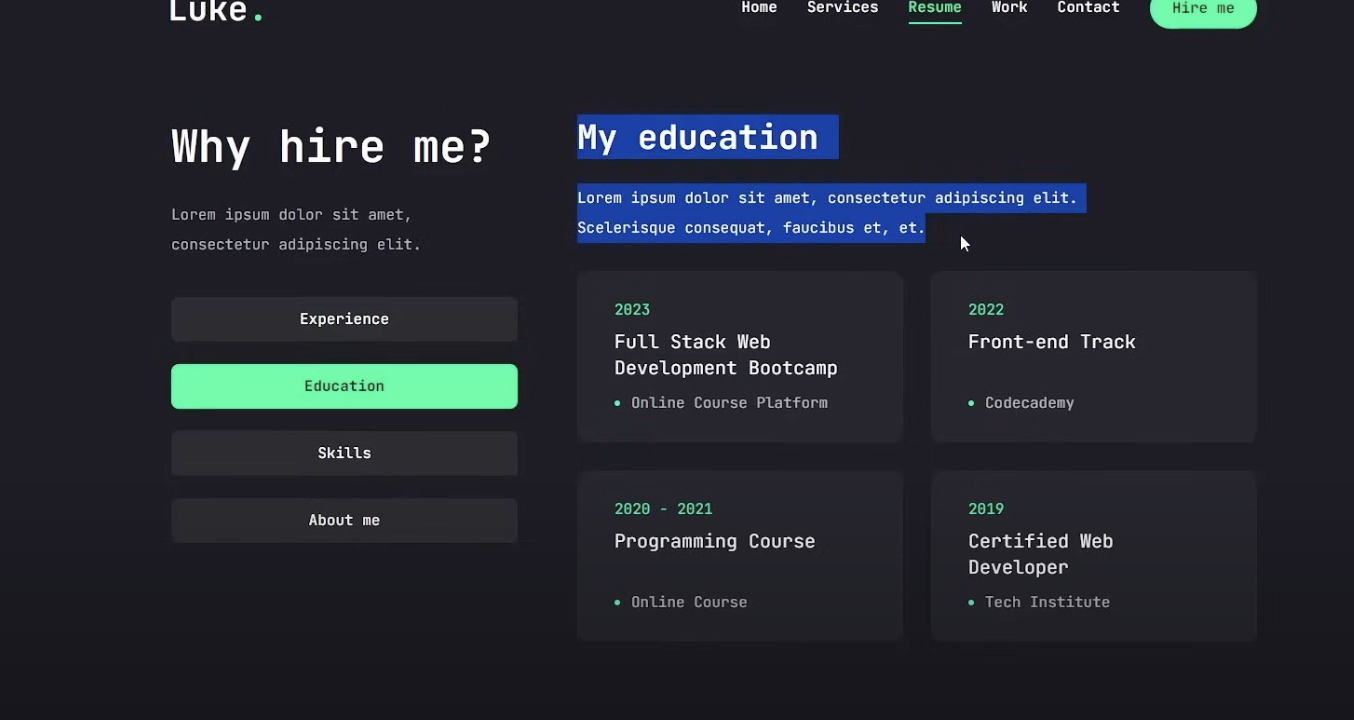 Luke.
Home Services Resume Work Contact Hire me
Why hire me?
Lorem ipsum dolor sit amet,
consectetur adipiscing elit.
Experience
Education
Skills
About me
My education
Lorem ipsum dolor sit amet, consectetur adipiscing elit.
Scelerisque consequat, faucibus et, et.
2023
Full Stack Web
Development Bootcamp
Online Course Platform
2022
Front-end Track
Codecademy
2020 - 2021
Programming Course
Online Course
2019
Certified Web
Developer
Tech Institute